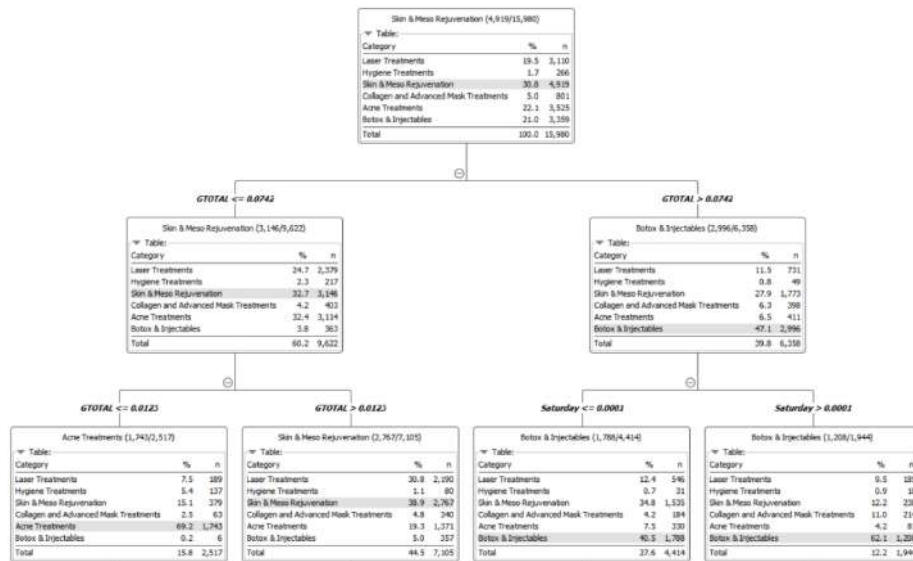 Skin & Meso Rejuvenation (4,919/15,980)
Table:
Category % n
Laser Treatments 19.5 3,110
Hygiene Treatments 1.7 266
Skin & Meso Rejuvenation 30.8 4,919
Collagen and Advanced Mask Treatments 5.0 801
Acne Treatments 22.1 3,525
Botox & Injectables 21.0 3,359
Total 100.0 15,980
GTOTAL <= 0.0742
GTOTAL > 0.0742
Skin & Meso Rejuvenation (3,146/9,622)
Table:
Category % n
Laser Treatments 24.7 2,379
Hygiene Treatments 2.3 217
Skin & Meso Rejuvenation 32.7 3,146
Collagen and Advanced Mask Treatments 4.2 403
Acne Treatments 32.4 3,114
Botox & Injectables 3.8 363
Total 60.2 9,622
Botox & Injectables (2,996/6,358)
Table:
Category % n
Laser Treatments 11.5 731
Hygiene Treatments 0.8 49
Skin & Meso Rejuvenation 27.9 1,773
Collagen and Advanced Mask Treatments 6.3 398
Acne Treatments 6.5 411
Botox & Injectables 47.1 2,996
Total 39.8 6,358
GTOTAL <= 0.0123
GTOTAL > 0.0123
Saturday <= 0.0001
Saturday > 0.0001
Acne Treatments (1,743/2,517)
Table:
Category % n
Laser Treatments 7.5 189
Hygiene Treatments 5.4 137
Skin & Meso Rejuvenation 15.1 379
Collagen and Advanced Mask Treatments 2.5 63
Acne Treatments 69.2 1,743
Botox & Injectables 0.2 6
Total 15.8 2,517
Skin & Meso Rejuvenation (2,767/7,105)
Table:
Category % n
Laser Treatments 30.8 2,190
Hygiene Treatments 1.1 80
Skin & Meso Rejuvenation 38.9 2,767
Collagen and Advanced Mask Treatments 4.8 340
Acne Treatments 19.3 1,371
Botox & Injectables 5.0 357
Total 44.5 7,105
Botox & Injectables (1,788/4,414)
Table:
Category % n
Laser Treatments 12.4 546
Hygiene Treatments 0.7 31
Skin & Meso Rejuvenation 34.8 1,535
Collagen and Advanced Mask Treatments 4.2 184
Acne Treatments 7.5 330
Botox & Injectables 40.5 1,788
Total 27.6 4,414
Botox & Injectables (1,208/1,944)
Table:
Category %
Laser Treatments 9.5
Hygiene Treatments 0.9
Skin & Meso Rejuvenation 12.2
Collagen and Advanced Mask Treatments 11.0
Acne Treatments 4.2
Botox & Injectables 62.1
Total 12.2